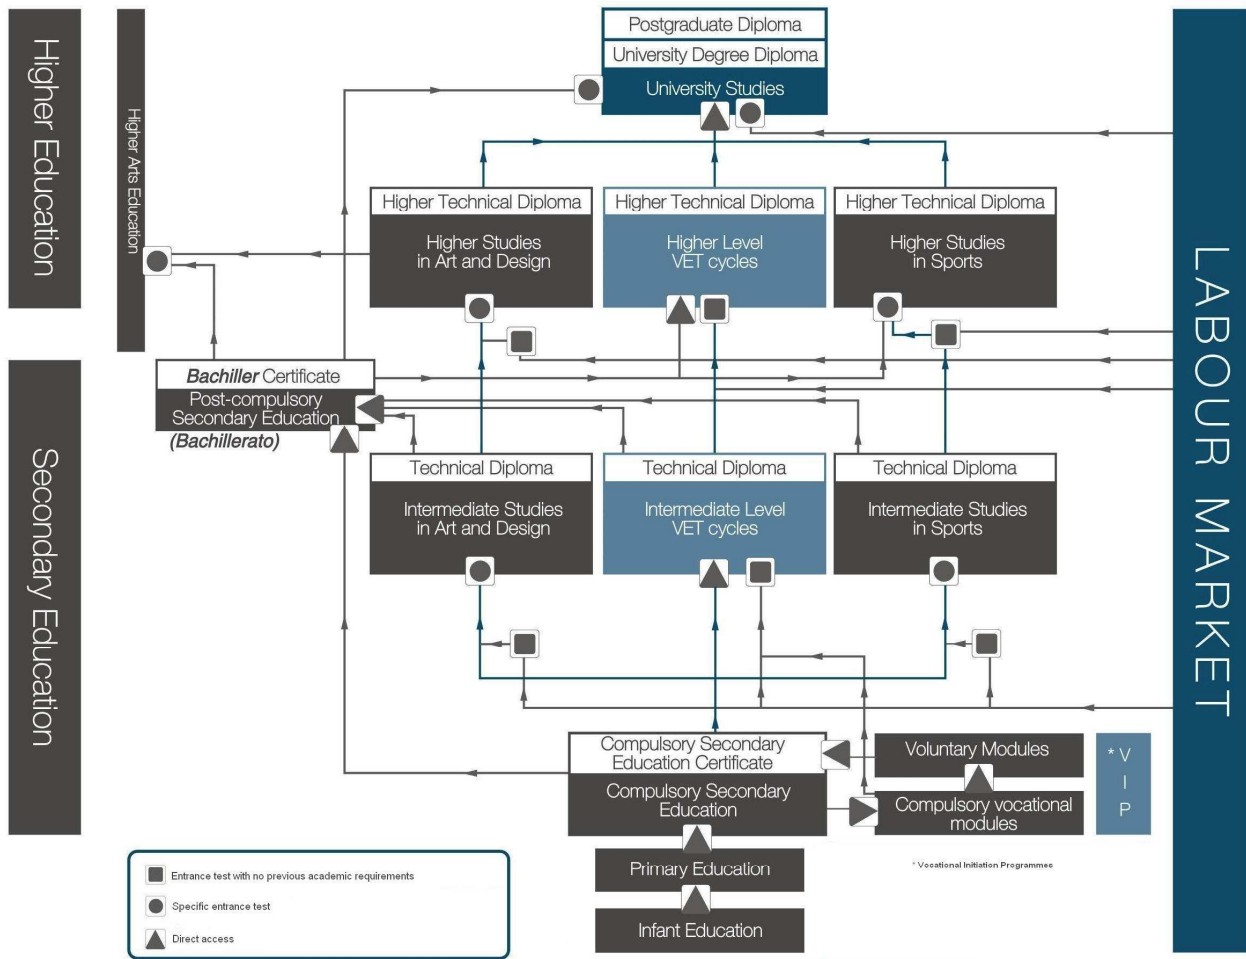 Higher Education
Higher Arts Education
Postgraduate Diploma
University Degree Diploma
University Studies
Higher Technical Diploma
Higher Studies
in Art and Design
Higher Technical Diploma
Higher Level
VET cycles
Higher Technical Diploma
Higher Studies
in Sports
LABOUR MARKET
Secondary Education
Bachiller Certificate
Post-compulsory
Secondary Education
(Bachillerato)
Technical Diploma
Intermediate Studies
in Art and Design
Technical Diploma
Intermediate Level
VET cycles
Technical Diploma
Intermediate Studies
in Sports
Compulsory Secondary
Education Certificate
Compulsory Secondary
Education
Voluntary Modules
Compulsory vocational
modules
* V
I
P
Primary Education
Infant Education
* Vocational Initiation Programmes
Entrance test with no previous academic requirements
Specific entrance test
Direct access